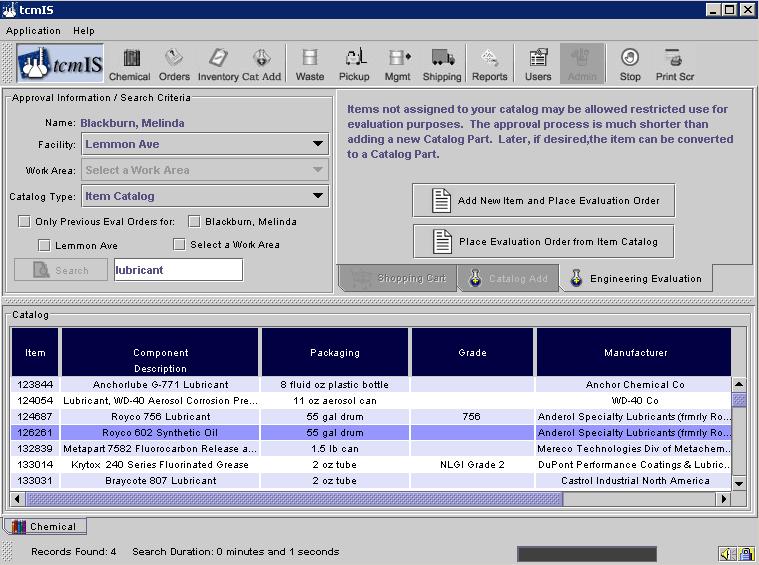 tcmIS
Application Help
tcmIS
Chemical Orders Inventory Cat Add Waste Pickup Mgmt Shipping Reports Users Admin Stop Print Scr
Approval Information / Search Criteria
Name: Blackburn, Melinda
Facility: Lemmon Ave
Work Area: Select a Work Area
Catalog Type: Item Catalog
Only Previous Eval Orders for: Blackburn, Melinda
Lemmon Ave Select a Work Area
Search lubricant
Items not assigned to your catalog may be allowed restricted use for
evaluation purposes. The approval process is much shorter than
adding a new Catalog Part. Later, if desired,the item can be converted
to a Catalog Part.
Add New Item and Place Evaluation Order
Place Evaluation Order from Item Catalog
Shopping Cart Catalog Add Engineering Evaluation
Catalog
Item Component Packaging Grade Manufacturer
Description
123844 Anchorlube G-771 Lubricant 8 fluid oz plastic bottle Anchor Chemical Co
124054 Lubricant, WD-40 Aerosol Corrosion Pre... 11 oz aerosol can WD-40 Co
124687 Royco 756 Lubricant 55 gal drum 756 Anderol Specialty Lubricants (frmrly Ro...
126261 Royco 602 Synthetic Oil 55 gal drum Anderol Specialty Lubricants (frmrly Ro...
132839 Metapart 7582 Fluorocarbon Release a... 1.5 lb can Mereco Technologies Div of Metachem...
133014 Krytox 240 Series Fluorinated Grease 2 oz tube NLGI Grade 2 DuPont Performance Coatings & Lubric...
133031 Braycote 807 Lubricant 2 oz tube Castrol Industrial North America
Chemical
Records Found: 4 Search Duration: 0 minutes and 1 seconds